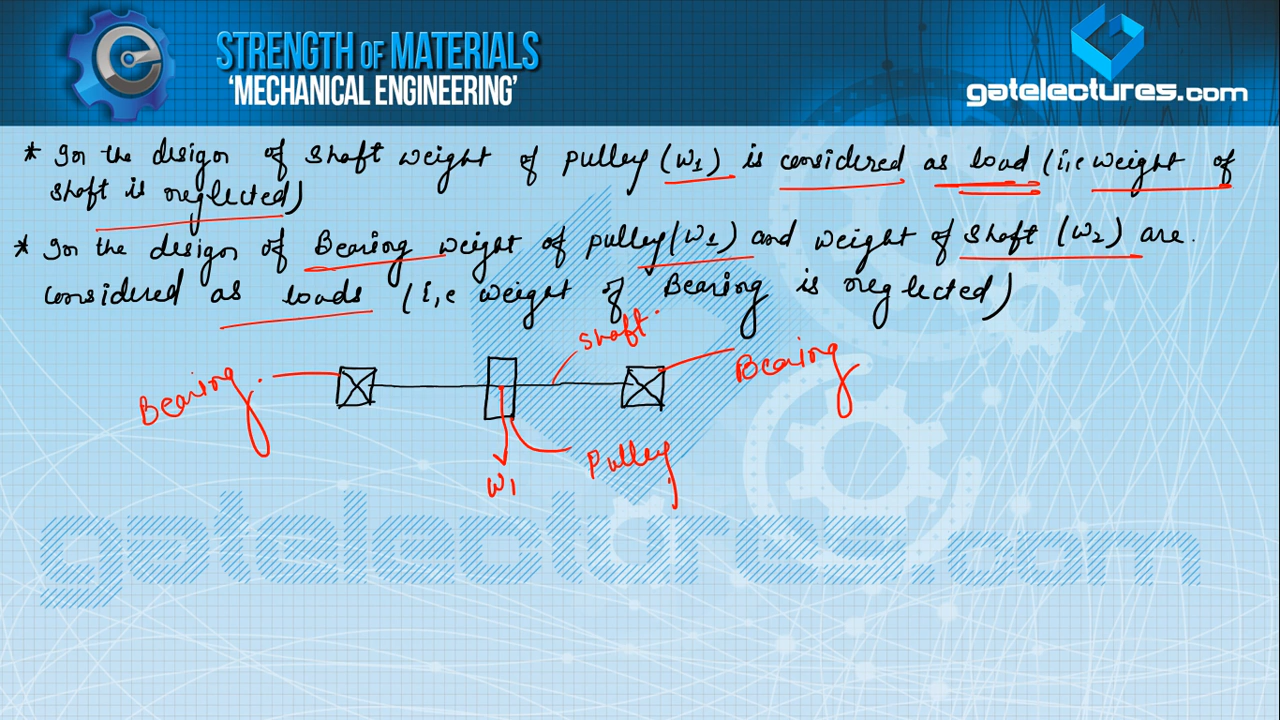 STRENGTH OF MATERIALS
'MECHANICAL ENGINEERING'
gatelectures.com
* For the design of shaft weight of pulley (W1) is considered as load (i,e weight of
shaft is neglected)
* For the design of Bearing weight of pulley (W1) and weight of shaft (W2) are.
considered as loads (i,e weight of Bearing is neglected)
shaft.
Bearing.
Bearing
Pulley
W1
gatelectures.com